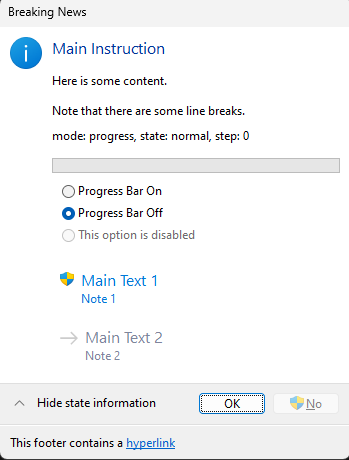 Breaking News
Main Instruction
Here is some content.
Note that there are some line breaks.
mode: progress, state: normal, step: 0
Progress Bar On
Progress Bar Off
This option is disabled
Main Text 1
Note 1
Main Text 2
Note 2
Hide state information
OK
No
This footer contains a hyperlink